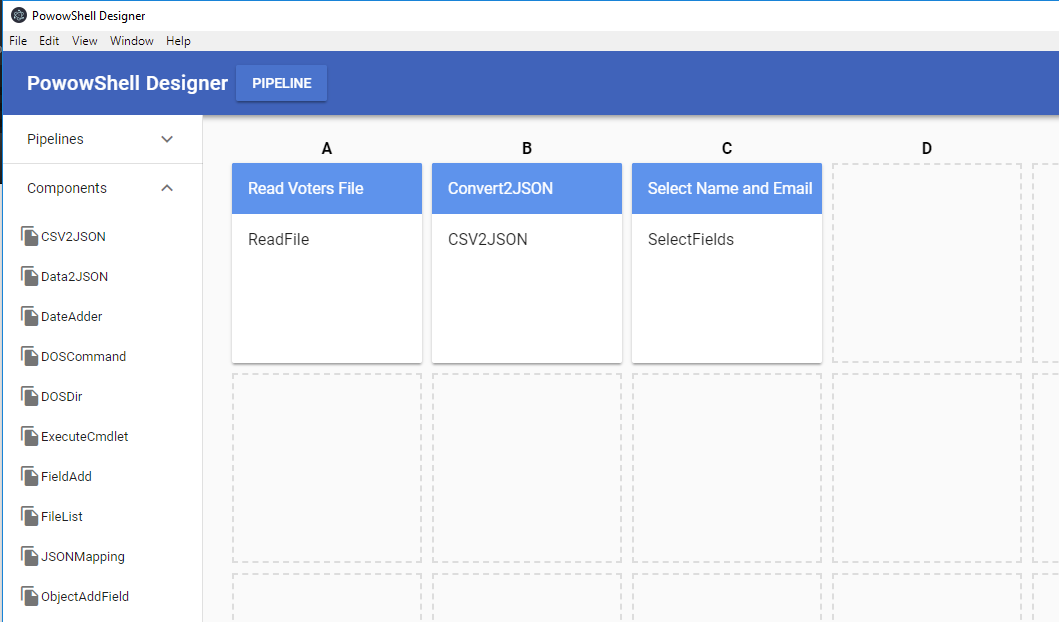 PowowShell Designer
File Edit View Window Help
PowowShell Designer PIPELINE
Pipelines
Components
CSV2JSON
Data2JSON
DateAdder
DOSCommand
DOSDir
ExecuteCmdlet
FieldAdd
FileList
JSONMapping
ObjectAddField
A B C D
Read Voters File Convert2JSON Select Name and Email
ReadFile CSV2JSON SelectFields